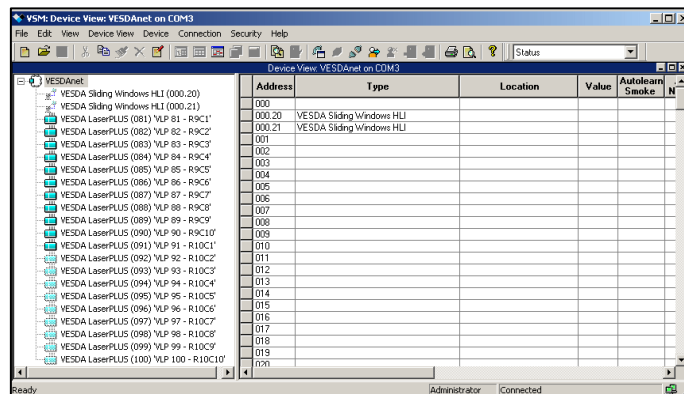 VSM: Device View: VESDAnet on COM3
File Edit View Device View Device Connection Security Help
Status
Device View: VESDAnet on COM3
VESDAnet
VESDA Sliding Windows HLI (000.20)
VESDA Sliding Windows HLI (000.21)
VESDA LaserPLUS (081) 'VLP 81 - R9C1'
VESDA LaserPLUS (082) 'VLP 82 - R9C2'
VESDA LaserPLUS (083) 'VLP 83 - R9C3'
VESDA LaserPLUS (084) 'VLP 84 - R9C4'
VESDA LaserPLUS (085) 'VLP 85 - R9C5'
VESDA LaserPLUS (086) 'VLP 86 - R9C6'
VESDA LaserPLUS (087) 'VLP 87 - R9C7'
VESDA LaserPLUS (088) 'VLP 88 - R9C8'
VESDA LaserPLUS (089) 'VLP 89 - R9C9'
VESDA LaserPLUS (090) 'VLP 90 - R9C10'
VESDA LaserPLUS (091) 'VLP 91 - R10C1'
VESDA LaserPLUS (092) 'VLP 92 - R10C2'
VESDA LaserPLUS (093) 'VLP 93 - R10C3'
VESDA LaserPLUS (094) 'VLP 94 - R10C4'
VESDA LaserPLUS (095) 'VLP 95 - R10C5'
VESDA LaserPLUS (096) 'VLP 96 - R10C6'
VESDA LaserPLUS (097) 'VLP 97 - R10C7'
VESDA LaserPLUS (098) 'VLP 98 - R10C8'
VESDA LaserPLUS (099) 'VLP 99 - R10C9'
VESDA LaserPLUS (100) 'VLP 100 - R10C10'
Address Type Location Value Autolearn Smoke
000
000.20 VESDA Sliding Windows HLI
000.21 VESDA Sliding Windows HLI
001
002
003
004
005
006
007
008
009
010
011
012
013
014
015
016
017
018
019
020
Ready Administrator Connected